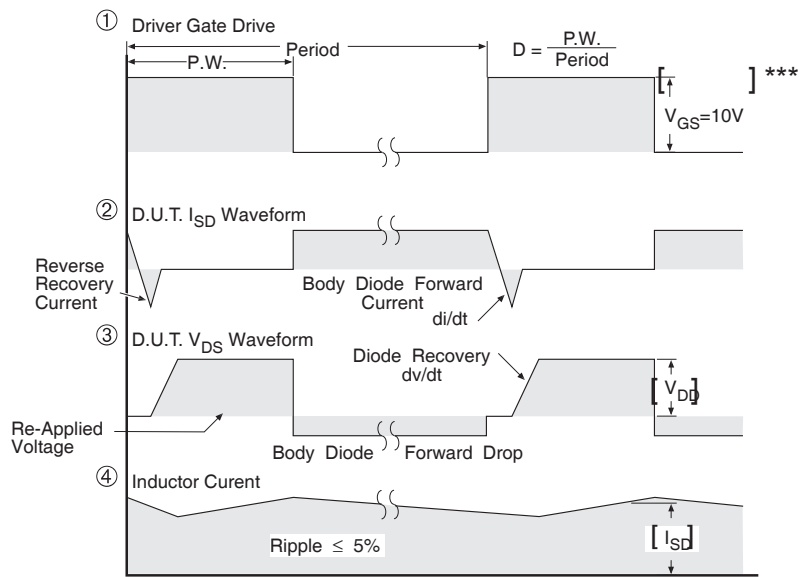 ① Driver Gate Drive
Period
P.W.
D = P.W. / Period
[ ] ***
V_GS=10V
② D.U.T. I_SD Waveform
Reverse
Recovery
Current
Body Diode Forward
Current
di/dt
③ D.U.T. V_DS Waveform
Diode Recovery
dv/dt
[ V_DD ]
Re-Applied
Voltage
Body Diode Forward Drop
④ Inductor Curent
Ripple ≤ 5%
[ I_SD ]